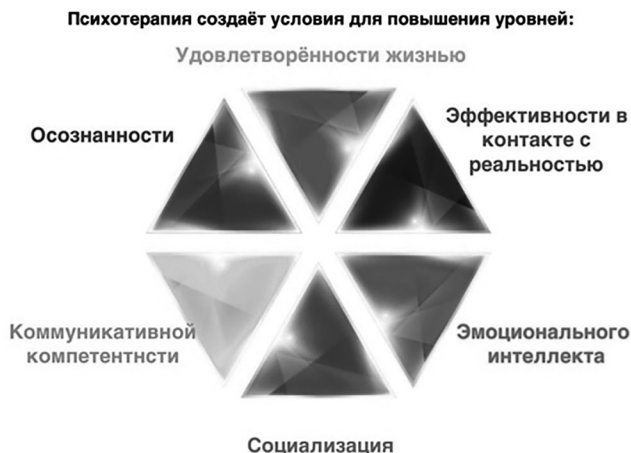 Психотерапия создаёт условия для повышения уровней:
Удовлетворённости жизнью
Осознанности
Эффективности в
контакте с
реальностью
Коммуникативной
компетентнсти
Эмоционального
интеллекта
Социализация